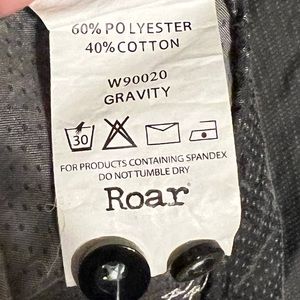 60% POLYESTER
40% COTTON
W90020
GRAVITY
30
FOR PRODUCTS CONTAINING SPANDEX
DO NOT TUMBLE DRY
Roar